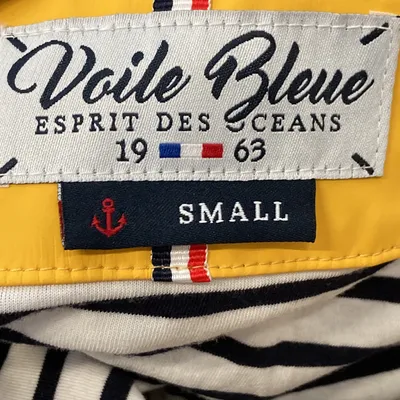 Voile Bleue
ESPRIT DES OCEANS
19 63
SMALL